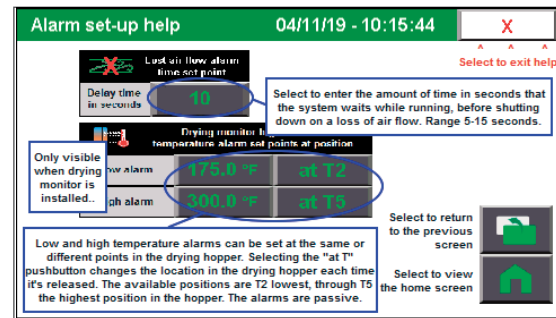 Alarm set-up help
04/11/19 - 10:15:44
X
^ ^ ^
Select to exit help
Lost air flow alarm
time set point
Delay time
in seconds
10
Select to enter the amount of time in seconds that
the system waits while running, before shutting
down on a loss of air flow. Range 5-15 seconds.
Drying monitor
temperature alarm set points at position
Only visible
when drying
monitor is
installed..
alarm
175.0 °F
at T2
alarm
300.0 °F
at T5
Low and high temperature alarms can be set at the same or
different points in the drying hopper. Selecting the "at T"
pushbutton changes the location in the drying hopper each time
it's released. The available positions are T2 lowest, through T5
the highest position in the hopper. The alarms are passive.
Select to return
to the previous
screen
Select to view
the home screen